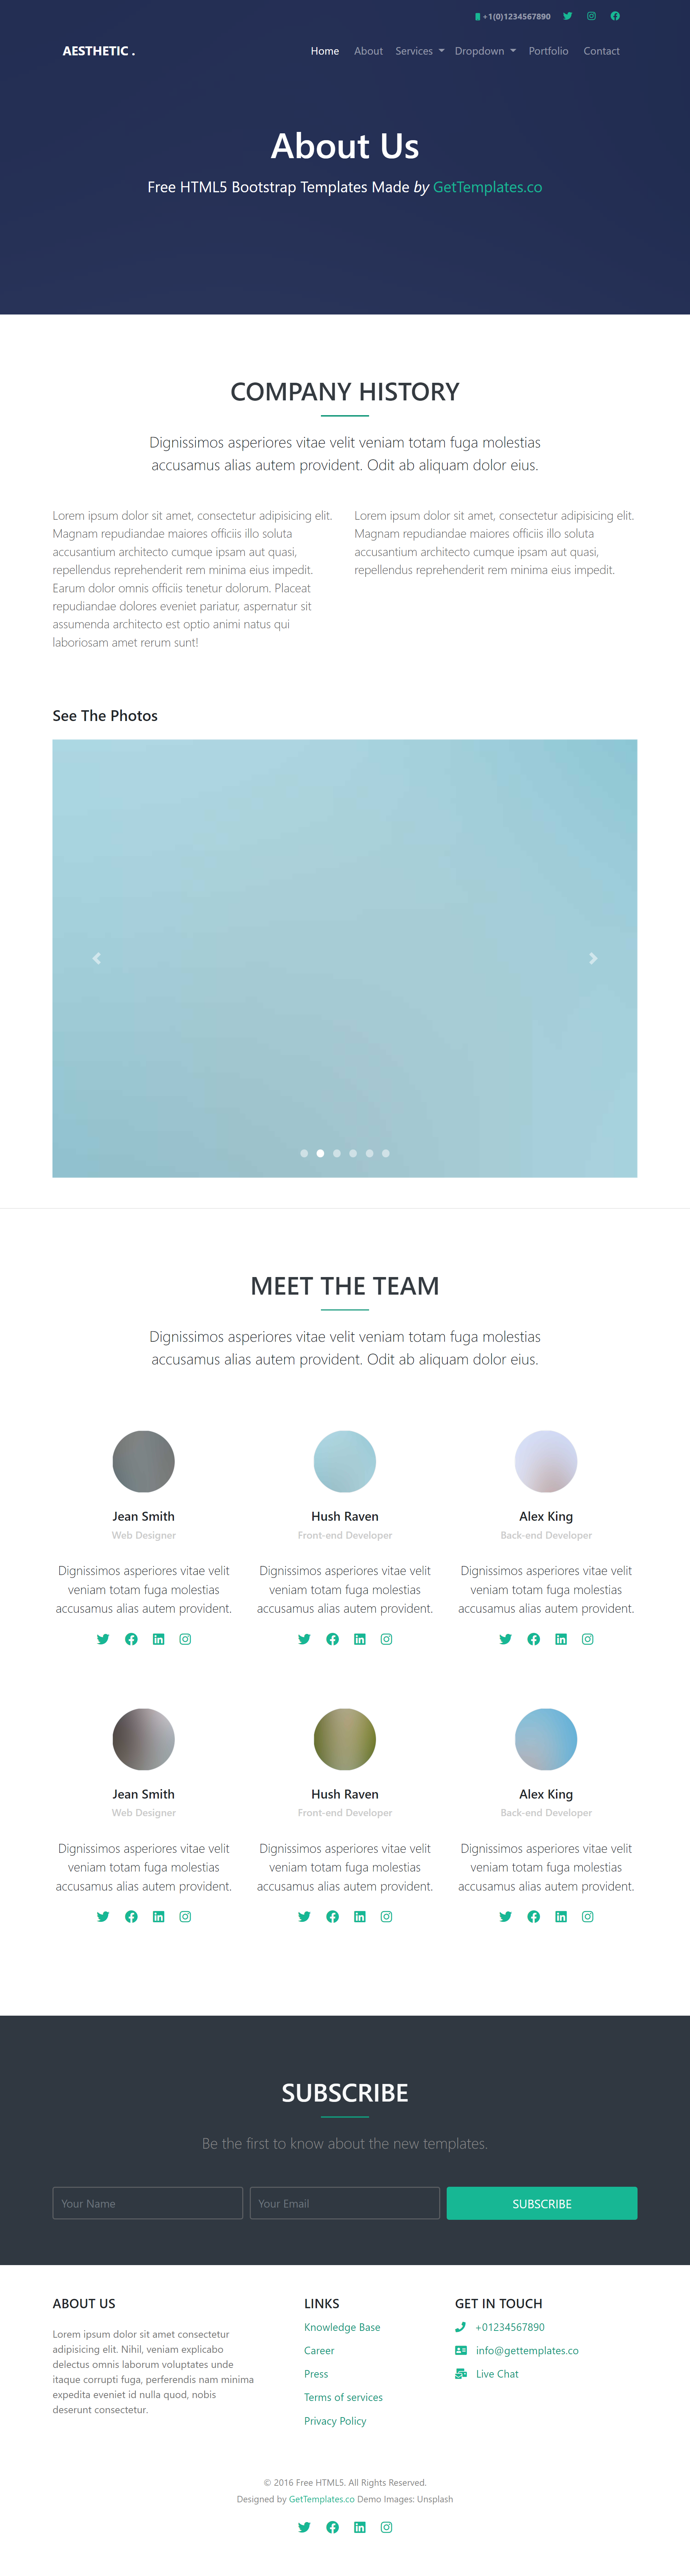 +1(0)1234567890
AESTHETIC .
Home About Services Dropdown Portfolio Contact
About Us
Free HTML5 Bootstrap Templates Made by GetTemplates.co
COMPANY HISTORY
Dignissimos asperiores vitae velit veniam totam fuga molestias
accusamus alias autem provident. Odit ab aliquam dolor eius.
Lorem ipsum dolor sit amet, consectetur adipisicing elit.
Magnam repudiandae maiores officiis illo soluta
accusantium architecto cumque ipsam aut quasi,
repellendus reprehenderit rem minima eius impedit.
Earum dolor omnis officiis tenetur dolorum. Placeat
repudiandae dolores eveniet pariatur, aspernatur sit
assumenda architecto est optio animi natus qui
laboriosam amet rerum sunt!
Lorem ipsum dolor sit amet, consectetur adipisicing elit.
Magnam repudiandae maiores officiis illo soluta
accusantium architecto cumque ipsam aut quasi,
repellendus reprehenderit rem minima eius impedit.
See The Photos
MEET THE TEAM
Dignissimos asperiores vitae velit veniam totam fuga molestias
accusamus alias autem provident. Odit ab aliquam dolor eius.
Jean Smith
Web Designer
Dignissimos asperiores vitae velit
veniam totam fuga molestias
accusamus alias autem provident.
Hush Raven
Front-end Developer
Dignissimos asperiores vitae velit
veniam totam fuga molestias
accusamus alias autem provident.
Alex King
Back-end Developer
Dignissimos asperiores vitae velit
veniam totam fuga molestias
accusamus alias autem provident.
Jean Smith
Web Designer
Dignissimos asperiores vitae velit
veniam totam fuga molestias
accusamus alias autem provident.
Hush Raven
Front-end Developer
Dignissimos asperiores vitae velit
veniam totam fuga molestias
accusamus alias autem provident.
Alex King
Back-end Developer
Dignissimos asperiores vitae velit
veniam totam fuga molestias
accusamus alias autem provident.
SUBSCRIBE
Be the first to know about the new templates.
Your Name
Your Email
SUBSCRIBE
ABOUT US
Lorem ipsum dolor sit amet consectetur
adipisicing elit. Nihil, veniam explicabo
delectus omnis laborum voluptates unde
itaque corrupti fuga, perferendis nam minima
expedita eveniet id nulla quod, nobis
deserunt consectetur.
LINKS
Knowledge Base
Career
Press
Terms of services
Privacy Policy
GET IN TOUCH
+01234567890
info@gettemplates.co
Live Chat
© 2016 Free HTML5. All Rights Reserved.
Designed by GetTemplates.co Demo Images: Unsplash